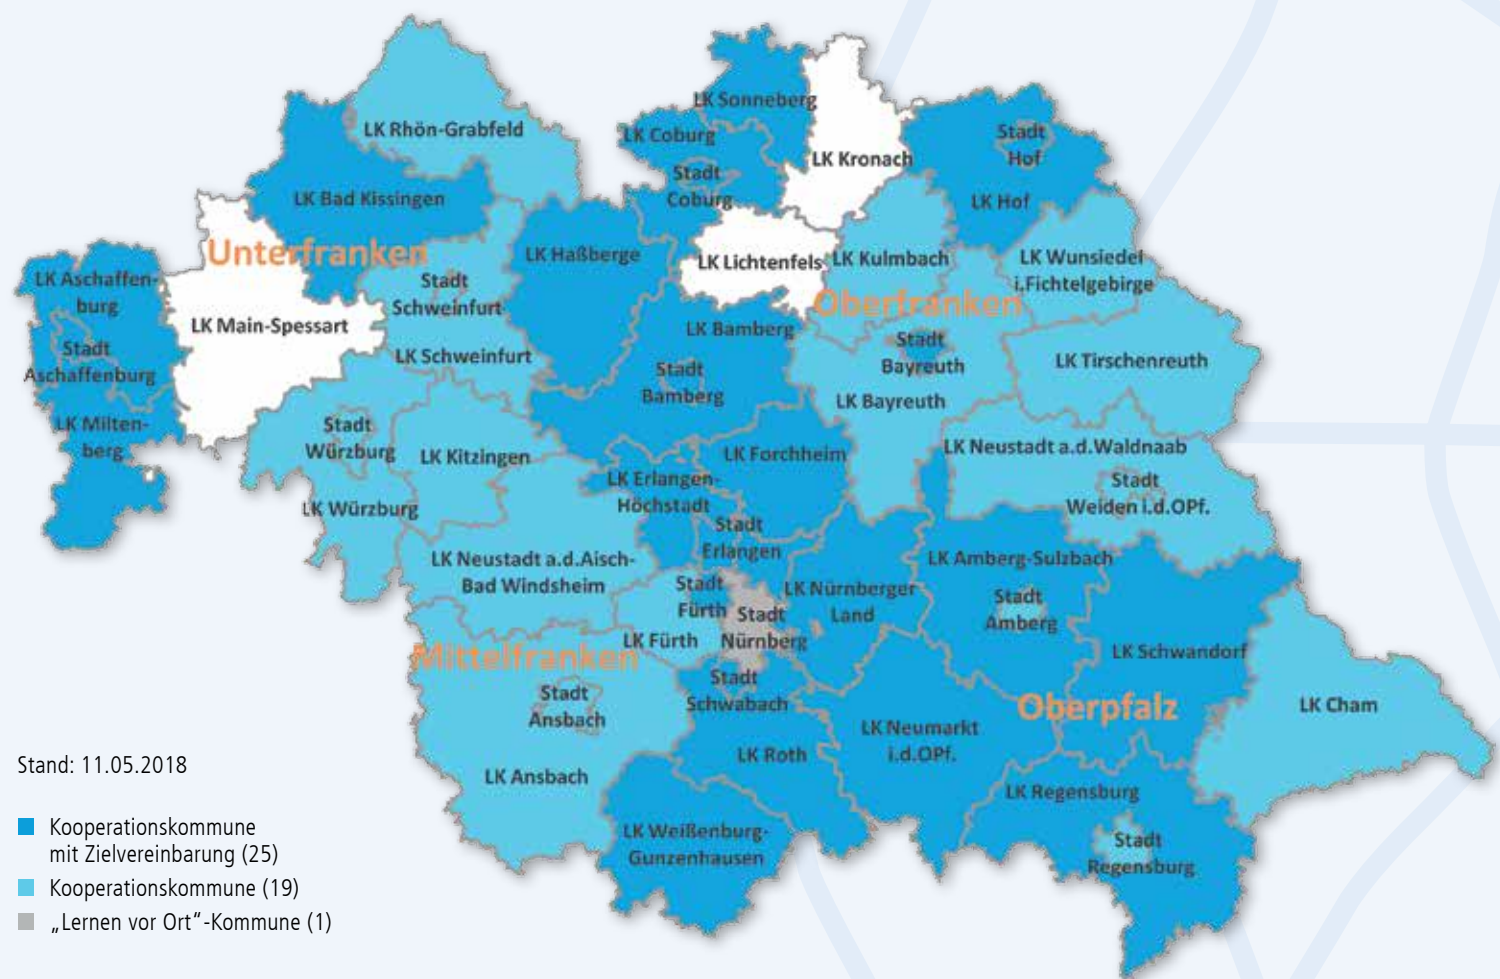 LK Sonneberg
LK Rhön-Grabfeld
LK Coburg
Stadt
Hof
LK Kronach
Stadt
Coburg
LK Bad Kissingen
LK Hof
Unterfranken
LK Haßberge
LK Lichtenfels
LK Kulmbach
LK Wunsiedel
i.Fichtelgebirge
LK Aschaffen-
burg
Stadt
Schweinfurt
Oberfranken
LK Main-Spessart
LK Bamberg
Stadt
Aschaffenburg
LK Schweinfurt
Stadt
Bamberg
Stadt
Bayreuth
LK Tirschenreuth
LK Bayreuth
LK Milten-
berg
Stadt
Würzburg
LK Kitzingen
LK Forchheim
LK Neustadt a.d.Waldnaab
LK Erlangen-
Höchstadt
Stadt
Weiden i.d.OPf.
LK Würzburg
Stadt
Erlangen
LK Neustadt a.d.Aisch-
Bad Windsheim
LK Amberg-Sulzbach
Stadt
Fürth
Stadt
Nürnberg
LK Nürnberger
Land
Stadt
Amberg
LK Fürth
LK Schwandorf
Mittelfranken
Stadt
Schwabach
Stadt
Ansbach
Oberpfalz
LK Cham
LK Neumarkt
i.d.OPf.
LK Roth
LK Ansbach
LK Regensburg
LK Weißenburg-
Gunzenhausen
Stadt
Regensburg
Stand: 11.05.2018
Kooperationskommune
mit Zielvereinbarung (25)
Kooperationskommune (19)
„Lernen vor Ort“-Kommune (1)